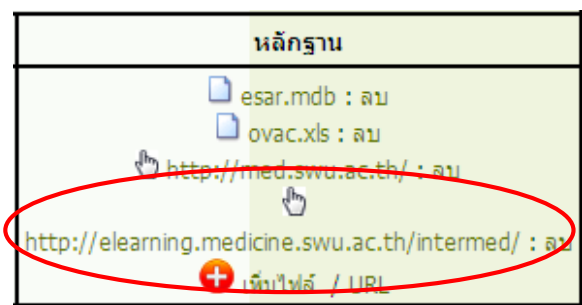 หลักฐาน
esar.mdb : ลบ
ovac.xls : ลบ
http://med.swu.ac.th/ : ลบ
http://elearning.medicine.swu.ac.th/intermed/ : ลบ
เพิ่มไฟล์ / URL